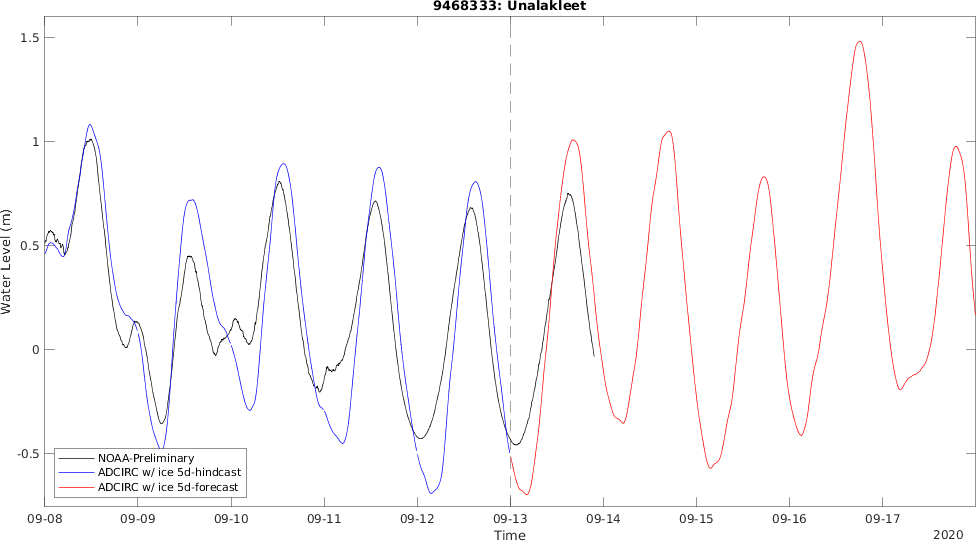 9468333: Unalakleet
1.5
1
0.5
0
-0.5
Water Level (m)
NOAA-Preliminary
ADCIRC w/ ice 5d-hindcast
ADCIRC w/ ice 5d-forecast
09-08 09-09 09-10 09-11 09-12 09-13 09-14 09-15 09-16 09-17
Time
2020